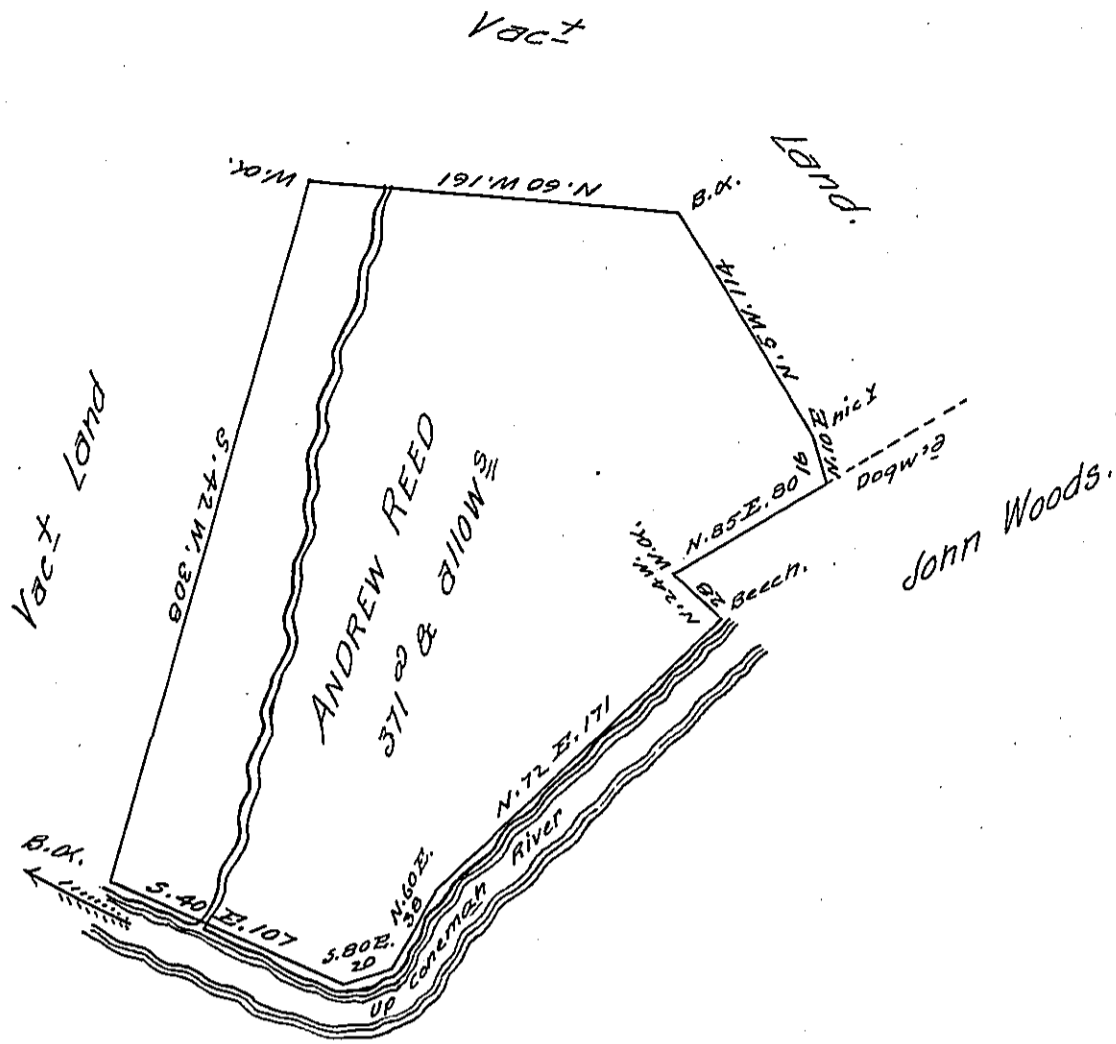 Vac.t
Land.
W.O.
N.60 W.161
B.O.
N.5 W.114
N.10 E
16
hic.y
Dogw.d
N.85 E.80
W.O.
N.24 W.
28
Beech.
John Woods.
Vac.t Land
S.42 W.308
ANDREW REED
371 a & allow.s
N.72 E.171
B.O.
S.40 E.107
S.80 E.
20
N.60 E.
38
up Conemah River